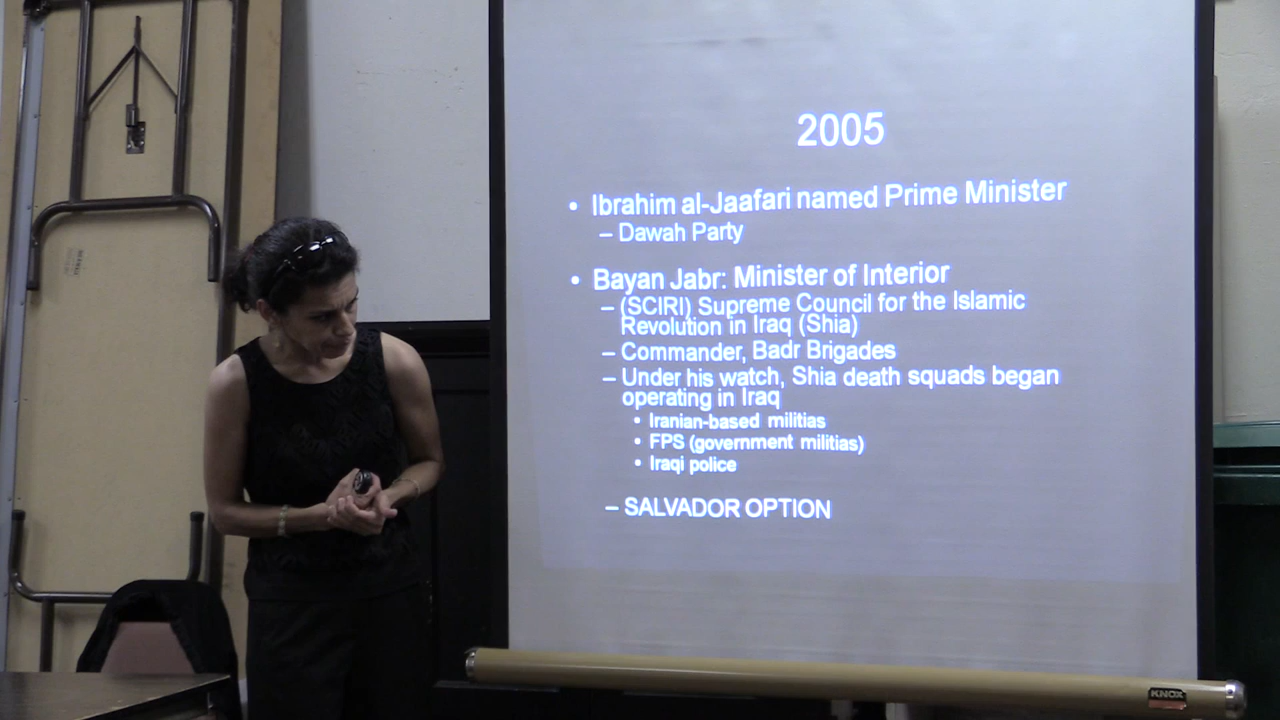 2005
• Ibrahim al-Jaafari named Prime Minister
– Dawah Party
• Bayan Jabr: Minister of Interior
– (SCIRI) Supreme Council for the Islamic
Revolution in Iraq (Shia)
– Commander, Badr Brigades
– Under his watch, Shia death squads began
operating in Iraq
• Iranian-based militias
• FPS (government militias)
• Iraqi police
– SALVADOR OPTION
KNOX